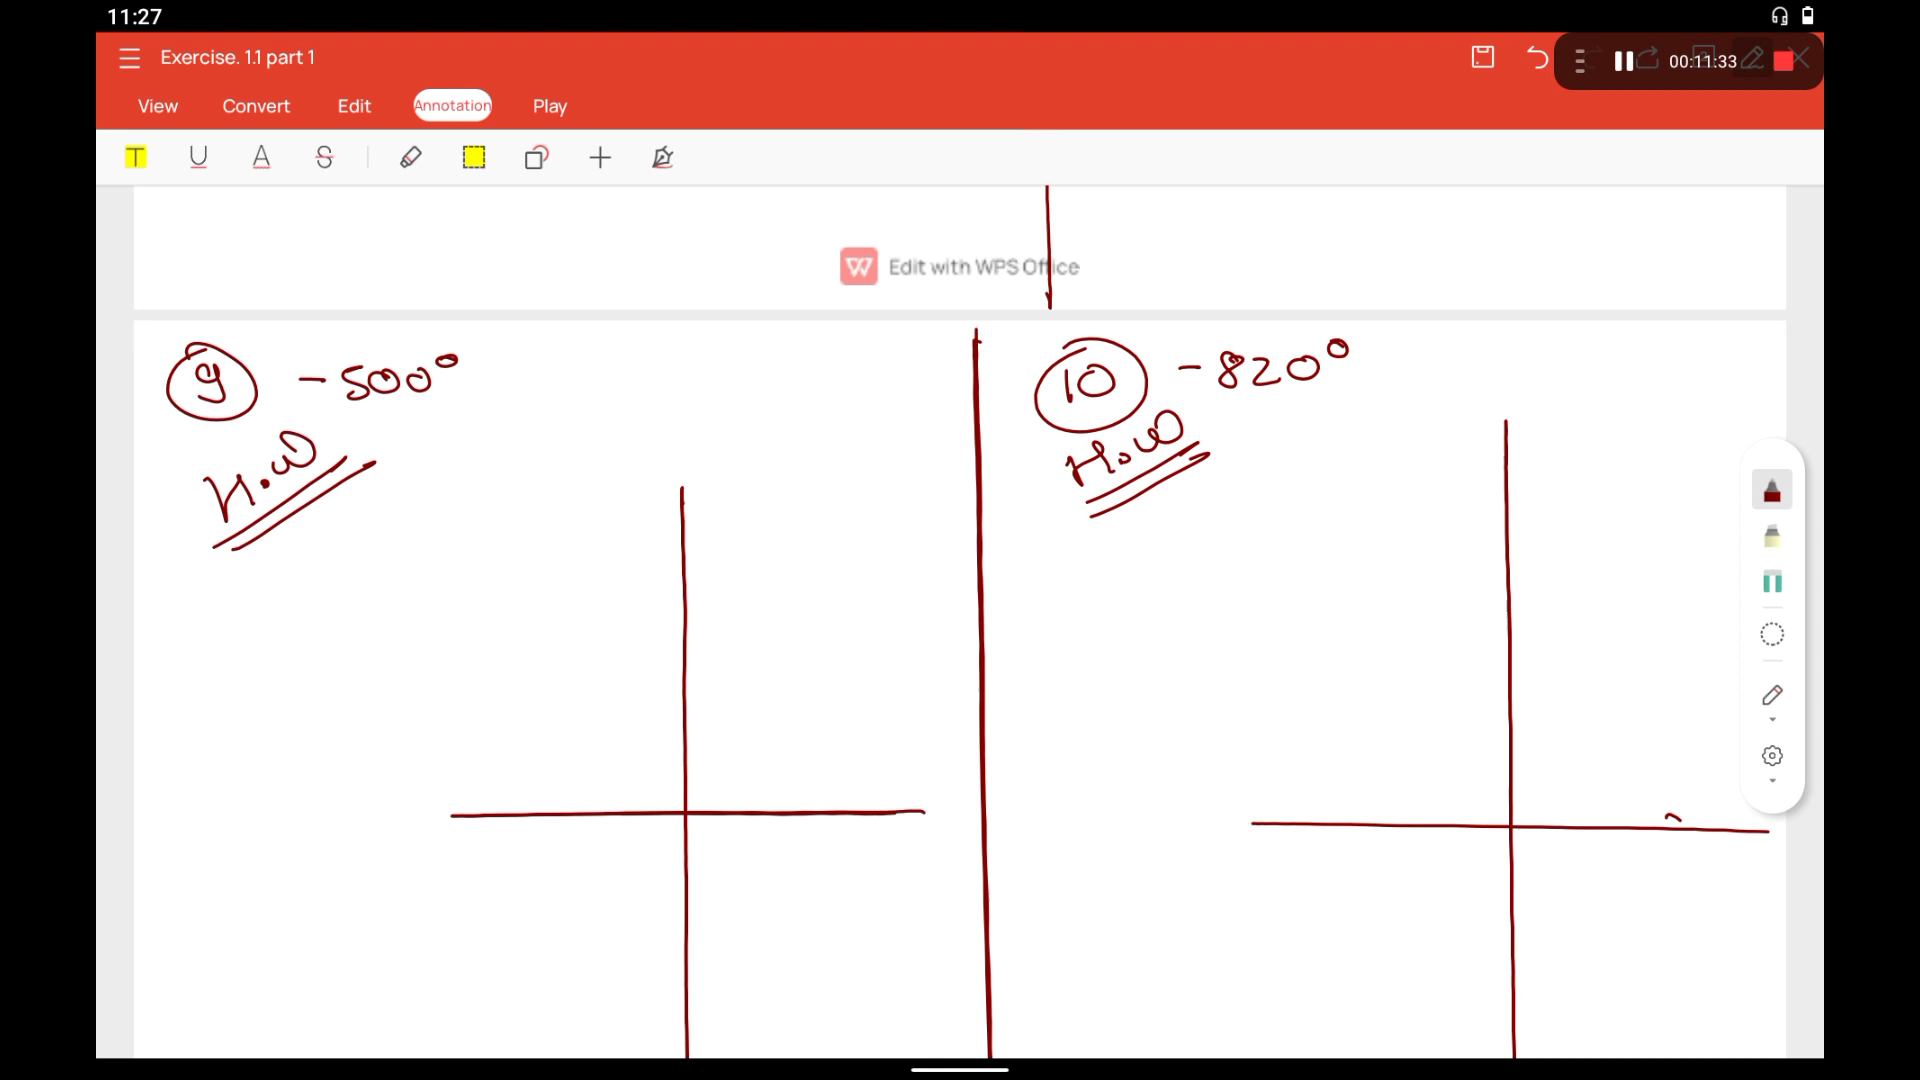 11:27
Exercise. 1.1 part 1
00:11:33
View Convert Edit Annotation Play
T U A S
Edit with WPS Office
9 -500°
H.W
10 -820°
H.W